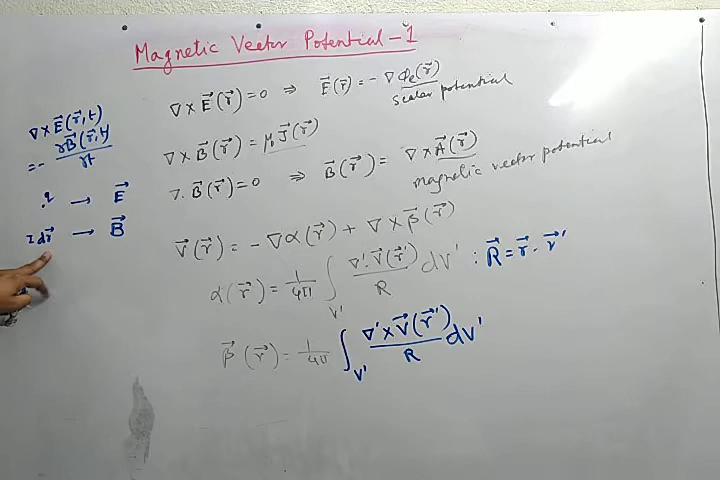 Magnetic Vector Potential - 1
∇×E⃗(r⃗)=0 ⇒ E⃗(r⃗) = - ∇ϕₑ(r⃗)
scalar potential
∇×B⃗(r⃗) = μ₀J⃗(r⃗)
∇.B⃗(r⃗)=0 ⇒ B⃗(r⃗) = ∇×A⃗(r⃗)
magnetic vector potential
∇×E⃗(r⃗,t)
= - ∂B⃗(r⃗,t)/∂t
q → E⃗
I dr⃗ → B⃗
V⃗(r⃗) = - ∇α(r⃗) + ∇×β⃗(r⃗)
α(r⃗) = 1/4π ∫V' ∇'.V⃗(r⃗')/R dV' : R⃗ = r⃗ - r⃗'
β⃗(r⃗) = 1/4π ∫V' ∇'×V⃗(r⃗')/R dV'